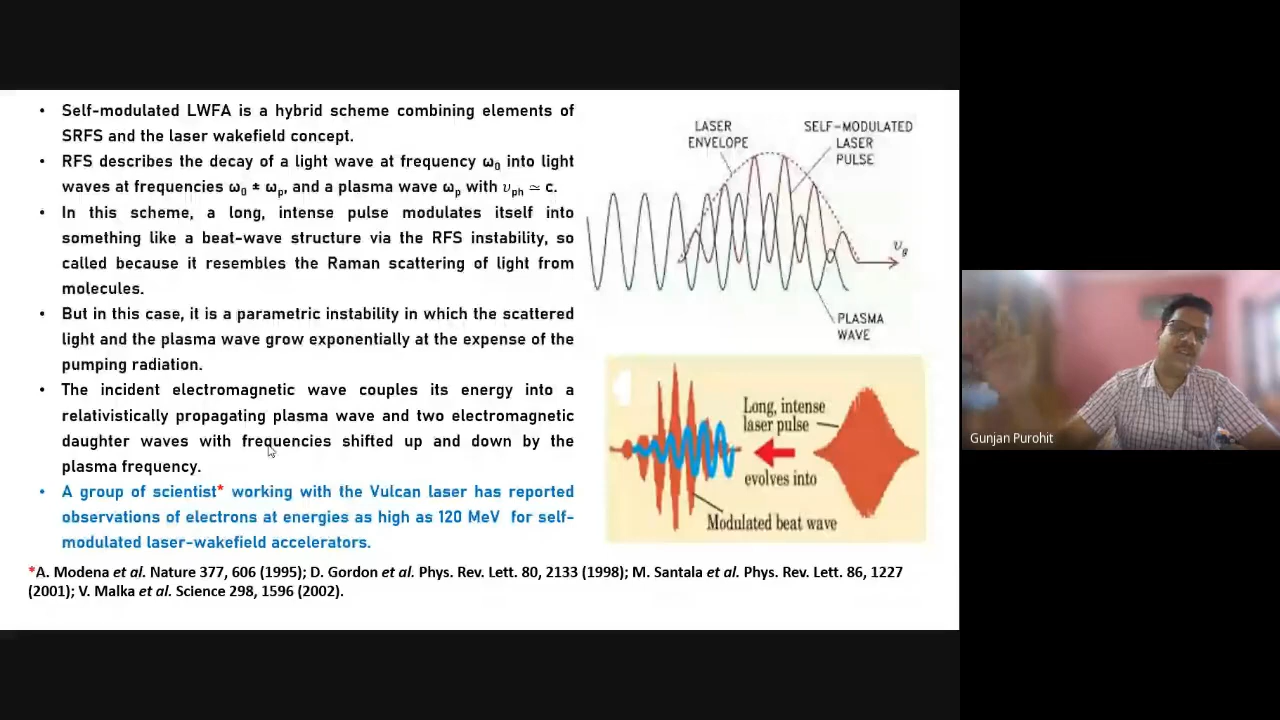 • Self-modulated LWFA is a hybrid scheme combining elements of
SRFS and the laser wakefield concept.
• RFS describes the decay of a light wave at frequency ω₀ into light
waves at frequencies ω₀ ± ωₚ, and a plasma wave ωₚ with υₚₕ ≃ c.
• In this scheme, a long, intense pulse modulates itself into
something like a beat-wave structure via the RFS instability, so
called because it resembles the Raman scattering of light from
molecules.
• But in this case, it is a parametric instability in which the scattered
light and the plasma wave grow exponentially at the expense of the
pumping radiation.
• The incident electromagnetic wave couples its energy into a
relativistically propagating plasma wave and two electromagnetic
daughter waves with frequencies shifted up and down by the
plasma frequency.
• A group of scientist* working with the Vulcan laser has reported
observations of electrons at energies as high as 120 MeV for self-
modulated laser-wakefield accelerators.
*A. Modena et al. Nature 377, 606 (1995); D. Gordon et al. Phys. Rev. Lett. 80, 2133 (1998); M. Santala et al. Phys. Rev. Lett. 86, 1227
(2001); V. Malka et al. Science 298, 1596 (2002).
LASER
ENVELOPE
SELF-MODULATED
LASER
PULSE
υg
PLASMA
WAVE
Long, intense
laser pulse
evolves into
Modulated beat wave
Gunjan Purohit